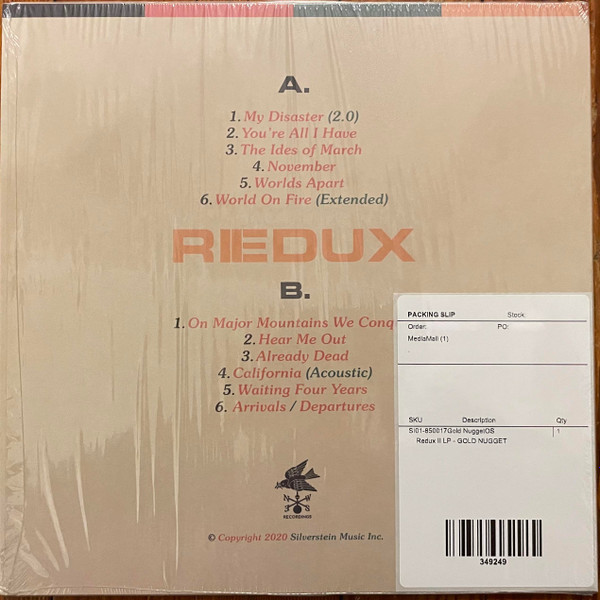 A.
1. My Disaster (2.0)
2. You're All I Have
3. The Ides of March
4. November
5. Worlds Apart
6. World On Fire (Extended)
REDUX
B.
1. On Major Mountains We Conq
2. Hear Me Out
3. Already Dead
4. California (Acoustic)
5. Waiting Four Years
6. Arrivals / Departures
RECORDINGS
© Copyright 2020 Silverstein Music Inc.
PACKING SLIP Stock:
Order: PO:
MediaMall (1)
SKU Description Qty
SI01-850017Gold NuggetOS 1
Redux II LP - GOLD NUGGET
349249